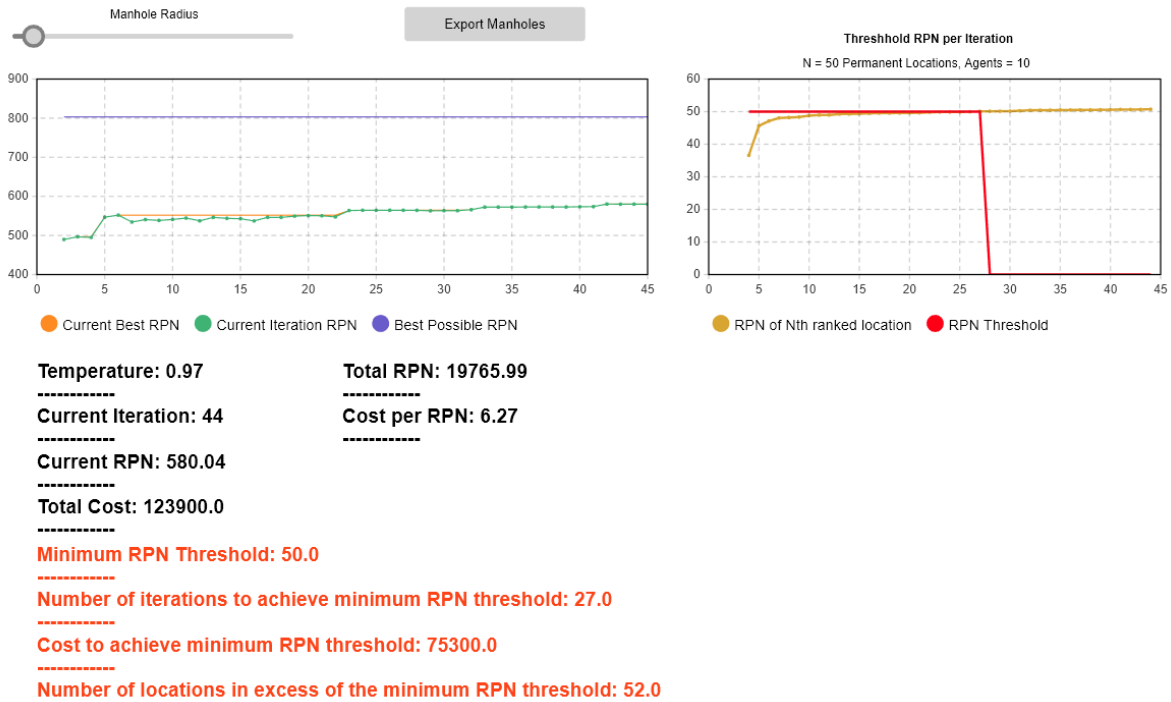 Manhole Radius
Export Manholes
900
800
700
600
500
400
0 5 10 15 20 25 30 35 40 45
Current Best RPN Current Iteration RPN Best Possible RPN
Threshhold RPN per Iteration
N = 50 Permanent Locations, Agents = 10
60
50
40
30
20
10
0
0 5 10 15 20 25 30 35 40 45
RPN of Nth ranked location RPN Threshold
Temperature: 0.97
------------
Current Iteration: 44
------------
Current RPN: 580.04
------------
Total Cost: 123900.0
------------
Total RPN: 19765.99
------------
Cost per RPN: 6.27
------------
Minimum RPN Threshold: 50.0
------------
Number of iterations to achieve minimum RPN threshold: 27.0
------------
Cost to achieve minimum RPN threshold: 75300.0
------------
Number of locations in excess of the minimum RPN threshold: 52.0